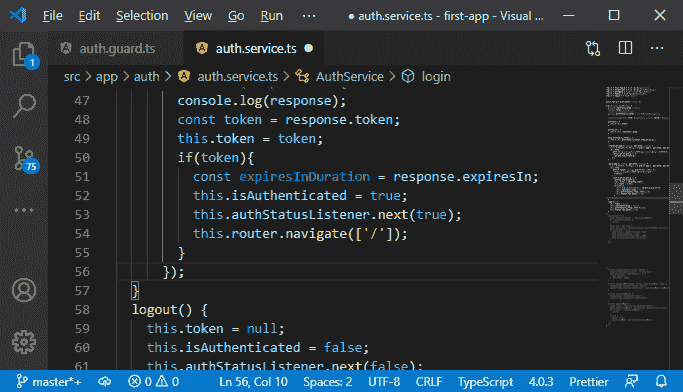 File Edit Selection View Go Run ··· ● auth.service.ts - first-app - Visual ...
auth.guard.ts auth.service.ts ●
src > app > auth > auth.service.ts > AuthService > login
47 console.log(response);
48 const token = response.token;
49 this.token = token;
50 if(token){
51 const expiresInDuration = response.expiresIn;
52 this.isAuthenticated = true;
53 this.authStatusListener.next(true);
54 this.router.navigate(['/']);
55 }
56 });
57 }
58 logout() {
59 this.token = null;
60 this.isAuthenticated = false;
61 this.authStatusListener.next(false);
1
75
master*+ 0 0 Ln 56, Col 10 Spaces: 2 UTF-8 CRLF TypeScript 4.0.3 Prettier